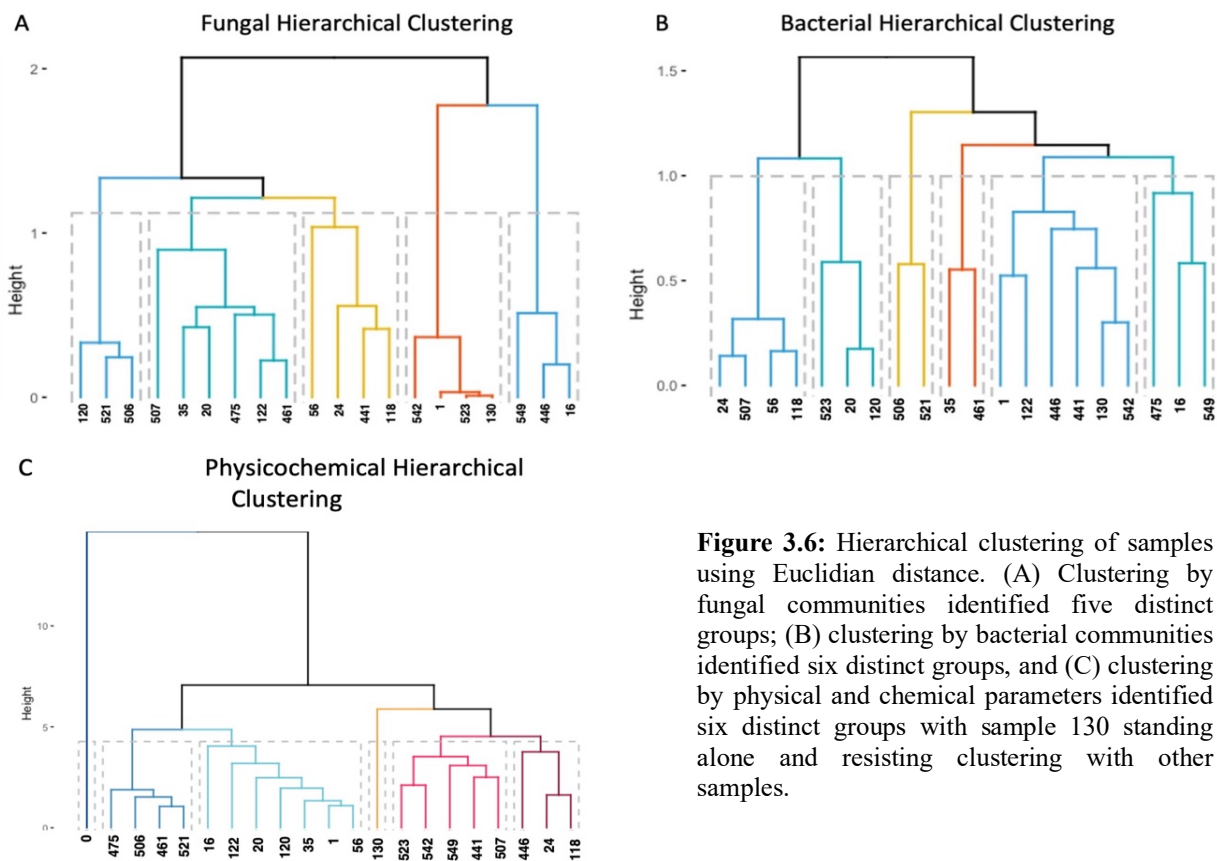 A
Fungal Hierarchical Clustering
2
1
0
Height
120 521 506 507 35 20 475 122 461 56 24 441 118 542 1 523 130 549 446 16
B
Bacterial Hierarchical Clustering
1.5
1.0
0.5
0.0
Height
24 507 56 118 523 20 120 506 521 35 461 1 122 446 441 130 542 475 16 549
C
Physicochemical Hierarchical
Clustering
10
5
0
Height
0 475 506 461 521 16 122 20 120 35 1 56 130 523 542 549 441 507 446 24 118
Figure 3.6: Hierarchical clustering of samples
using Euclidian distance. (A) Clustering by
fungal communities identified five distinct
groups; (B) clustering by bacterial communities
identified six distinct groups, and (C) clustering
by physical and chemical parameters identified
six distinct groups with sample 130 standing
alone and resisting clustering with other
samples.